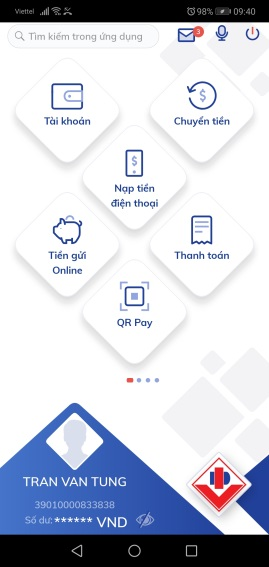 Viettel 98% 09:40
Tìm kiếm trong ứng dụng 3
Tài khoản
Chuyển tiền
Nạp tiền
điện thoại
Tiền gửi
Online
Thanh toán
QR Pay
TRAN VAN TUNG
39010000833838
Số dư: ****** VND